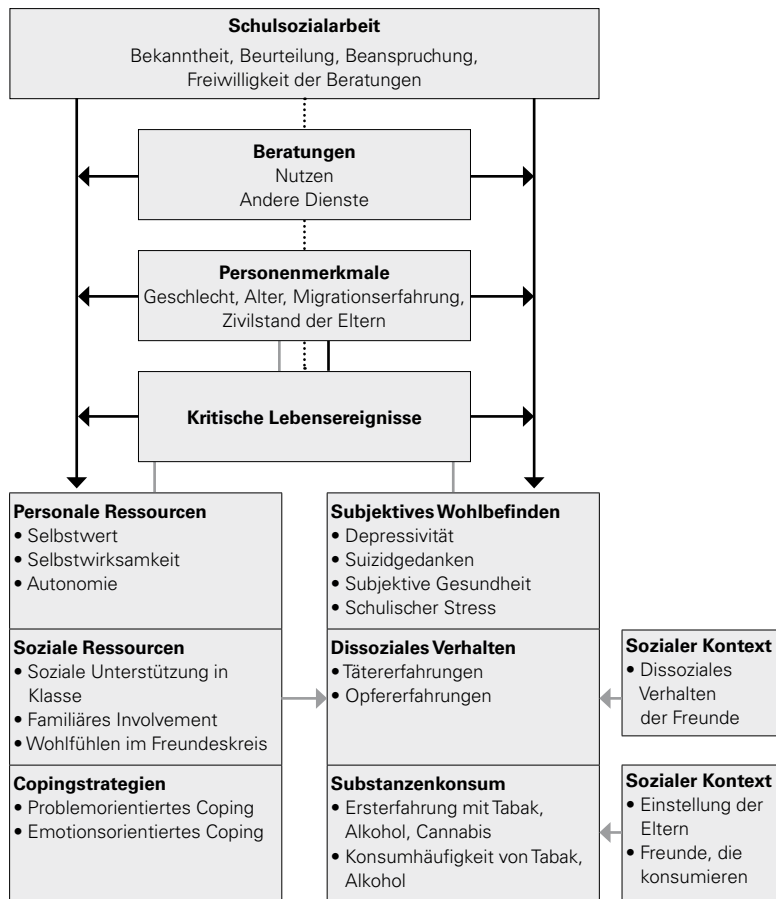 Schulsozialarbeit
Bekanntheit, Beurteilung, Beanspruchung,
Freiwilligkeit der Beratungen
Beratungen
Nutzen
Andere Dienste
Personenmerkmale
Geschlecht, Alter, Migrationserfahrung,
Zivilstand der Eltern
Kritische Lebensereignisse
Personale Ressourcen
• Selbstwert
• Selbstwirksamkeit
• Autonomie
Soziale Ressourcen
• Soziale Unterstützung in
Klasse
• Familiäres Involvement
• Wohlfühlen im Freundeskreis
Copingstrategien
• Problemorientiertes Coping
• Emotionsorientiertes Coping
Subjektives Wohlbefinden
• Depressivität
• Suizidgedanken
• Subjektive Gesundheit
• Schulischer Stress
Dissoziales Verhalten
• Tätererfahrungen
• Opfererfahrungen
Substanzenkonsum
• Ersterfahrung mit Tabak,
Alkohol, Cannabis
• Konsumhäufigkeit von Tabak,
Alkohol
Sozialer Kontext
• Dissoziales
Verhalten
der Freunde
Sozialer Kontext
• Einstellung der
Eltern
• Freunde, die
konsumieren